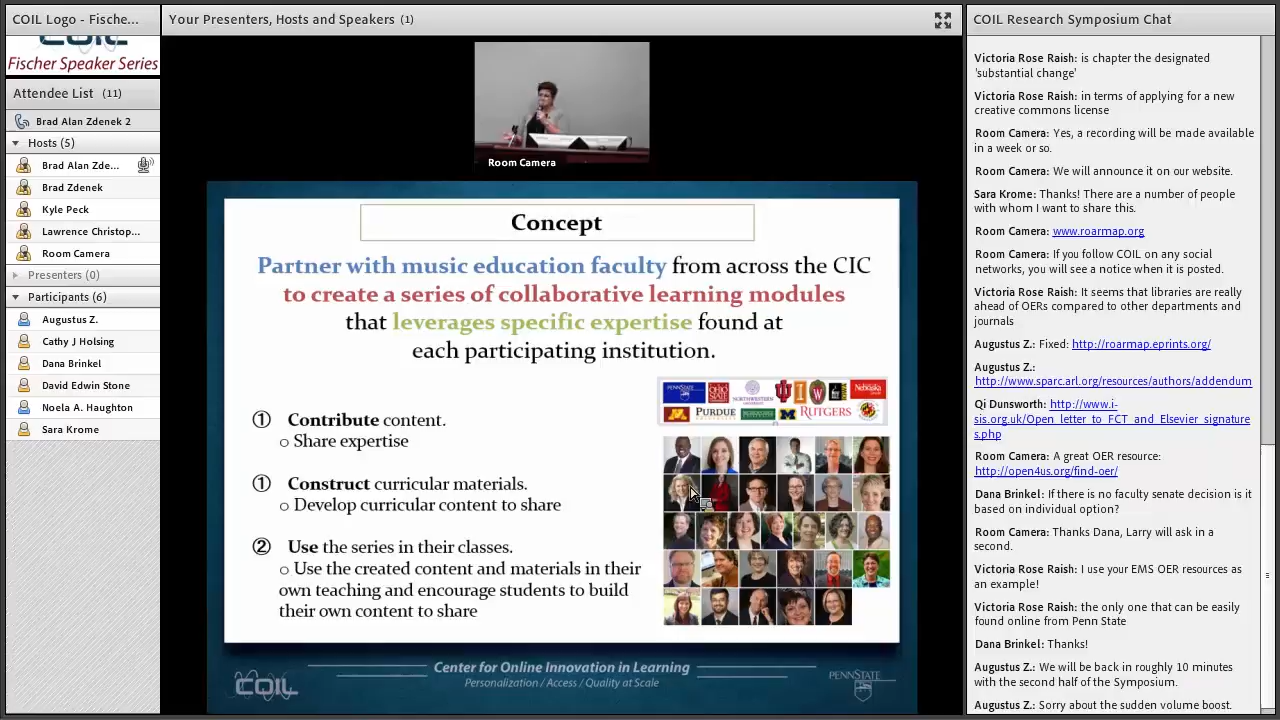 COIL Logo - Fische...
COIL
Fischer Speaker Series
Attendee List (11)
Brad Alan Zdenek 2
Hosts (5)
Brad Alan Zde...
Brad Zdenek
Kyle Peck
Lawrence Christop...
Room Camera
Presenters (0)
Participants (6)
Augustus Z.
Cathy J Holsing
Dana Brinkel
David Edwin Stone
Noela A. Haughton
Sara Krome
Your Presenters, Hosts and Speakers (1)
Room Camera
Concept
Partner with music education faculty from across the CIC
to create a series of collaborative learning modules
that leverages specific expertise found at
each participating institution.
① Contribute content.
o Share expertise
① Construct curricular materials.
o Develop curricular content to share
② Use the series in their classes.
o Use the created content and materials in their
own teaching and encourage students to build
their own content to share
PENNSTATE
OHIO STATE
NORTHWESTERN UNIVERSITY
Nebraska
PURDUE
RUTGERS
Center for Online Innovation in Learning
Personalization / Access / Quality at Scale
COIL
PENNSTATE
COIL Research Symposium Chat
Victoria Rose Raish: is chapter the designated
'substantial change'
Victoria Rose Raish: in terms of applying for a new
creative commons license
Room Camera: Yes, a recording will be made available
in a week or so.
Room Camera: We will announce it on our website.
Sara Krome: Thanks! There are a number of people
with whom I want to share this.
Room Camera: www.roarmap.org
Room Camera: If you follow COIL on any social
networks, you will see a notice when it is posted.
Victoria Rose Raish: It seems that libraries are really
ahead of OERs compared to other departments and
journals
Augustus Z.: Fixed: http://roarmap.eprints.org/
Augustus Z.:
http://www.sparc.arl.org/resources/authors/addendum
Qi Dunsworth: http://www.i-
sis.org.uk/Open_letter_to_FCT_and_Elsevier_signature
s.php
Room Camera: A great OER resource:
http://open4us.org/find-oer/
Dana Brinkel: If there is no faculty senate decision is it
based on individual option?
Room Camera: Thanks Dana, Larry will ask in a
second.
Victoria Rose Raish: I use your EMS OER resources as
an example!
Victoria Rose Raish: the only one that can be easily
found online from Penn State
Dana Brinkel: Thanks!
Augustus Z.: We will be back in roughly 10 minutes
with the second half of the Symposium.
Augustus Z.: Sorry about the sudden volume boost.